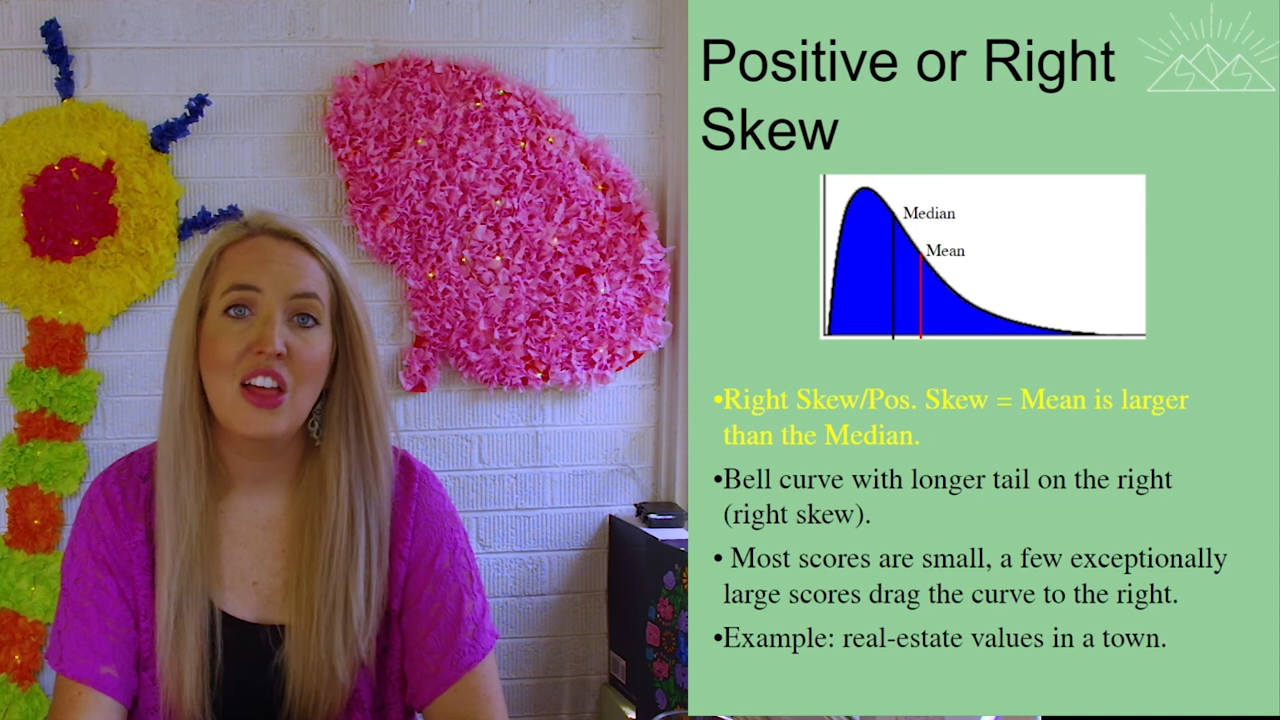 Positive or Right
Skew
Median
Mean
•Right Skew/Pos. Skew = Mean is larger
than the Median.
•Bell curve with longer tail on the right
(right skew).
• Most scores are small, a few exceptionally
large scores drag the curve to the right.
•Example: real-estate values in a town.